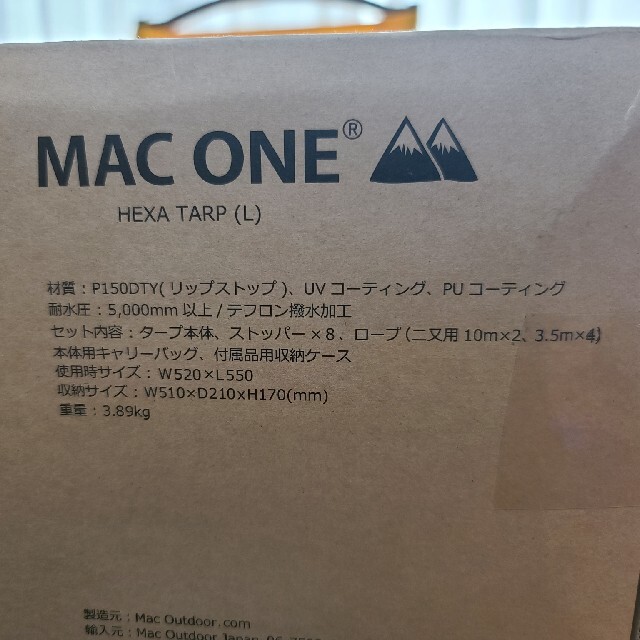 MAC ONE®
HEXA TARP (L)
材質：P150DTY(リップストップ)、UVコーティング、PUコーティング
耐水圧：5,000mm以上/テフロン撥水加工
セット内容：タープ本体、ストッパー×8、ロープ(二又用10m×2、3.5m×4)
本体用キャリーバッグ、付属品用収納ケース
使用時サイズ：W520×L550
収納サイズ：W510×D210×H170(mm)
重量：3.89kg
製造元：Mac Outdoor.com
輸入元：Mac Outdoor Japan